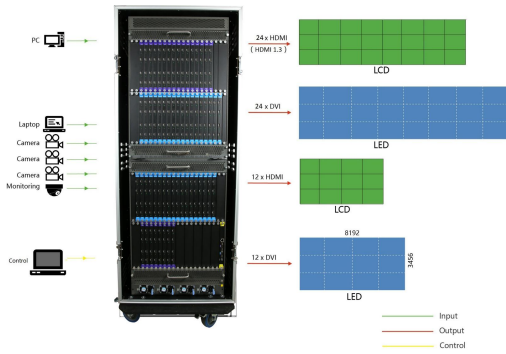 PC
Laptop
Camera
Camera
Camera
Monitoring
Control
24 x HDMI
( HDMI 1.3 )
LCD
24 x DVI
LED
12 x HDMI
LCD
12 x DVI
8192
3456
LED
Input
Output
Control